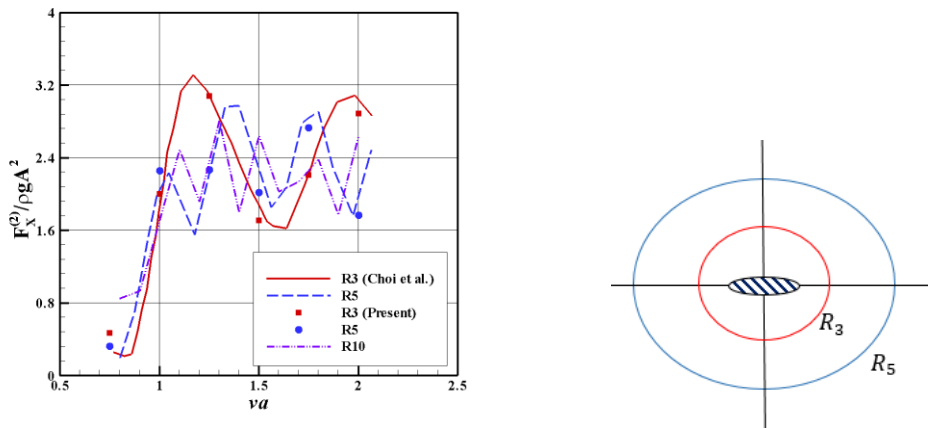 4
3.2
2.4
1.6
0.8
0
F_X^(2)/ρgA^2
R3 (Choi et al.)
R5
R3 (Present)
R5
R10
0.5 1 1.5 2 2.5
va
R_3
R_5